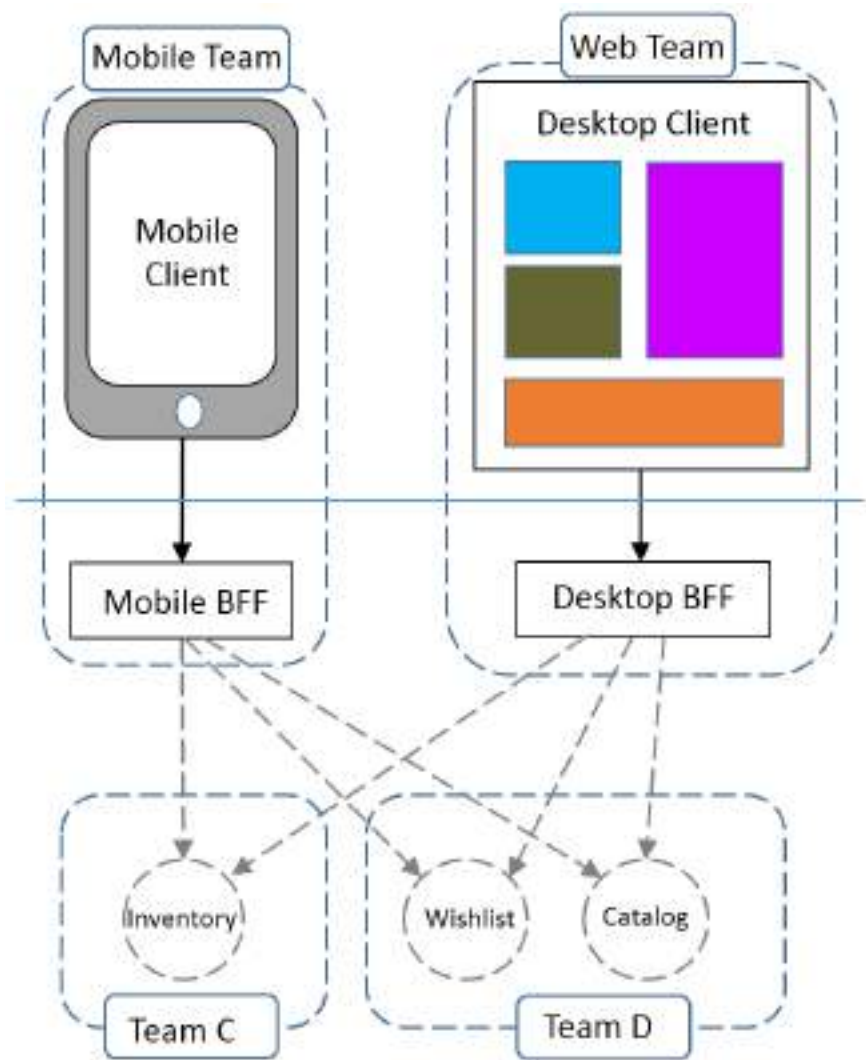 Mobile Team
Web Team
Desktop Client
Mobile
Client
Mobile BFF
Desktop BFF
Inventory
Wishlist
Catalog
Team C
Team D